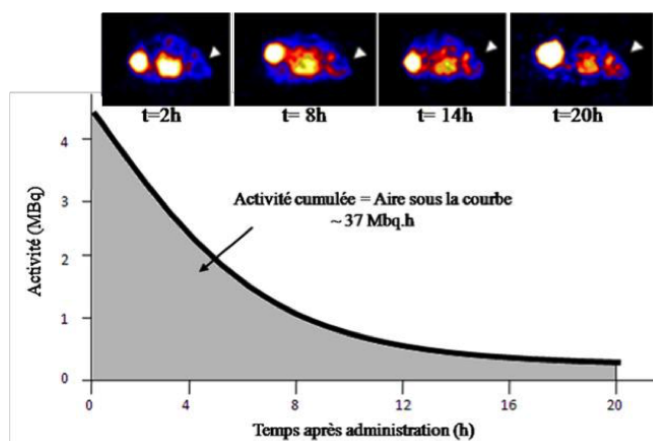 t=2h
t= 8h
t= 14h
t=20h
Activité (MBq)
4
3
2
1
0
Activité cumulée = Aire sous la courbe
~ 37 Mbq.h
0
4
8
12
16
20
Temps après administration (h)